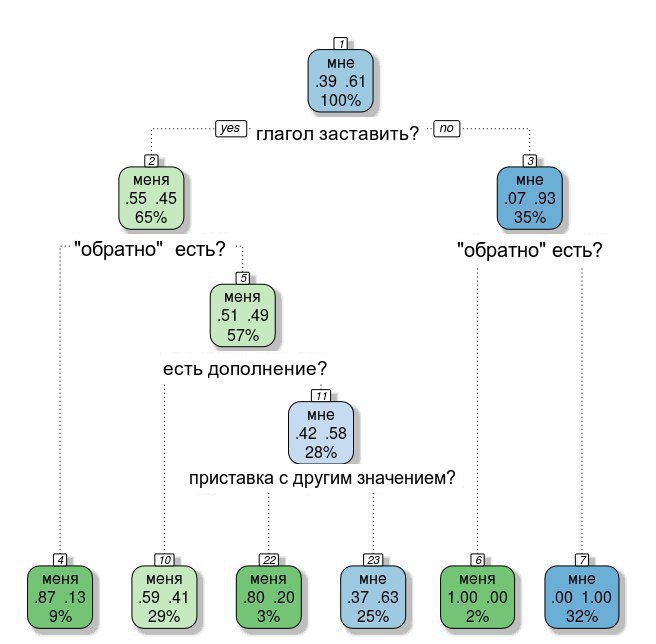 1
мне
.39 .61
100%
yes глагол заставить? no
2
меня
.55 .45
65%
3
мне
.07 .93
35%
"обратно" есть?
"обратно" есть?
5
меня
.51 .49
57%
есть дополнение?
11
мне
.42 .58
28%
приставка с другим значением?
4
меня
.87 .13
9%
10
меня
.59 .41
29%
22
меня
.80 .20
3%
23
мне
.37 .63
25%
6
меня
1.00 .00
2%
7
мне
.00 1.00
32%